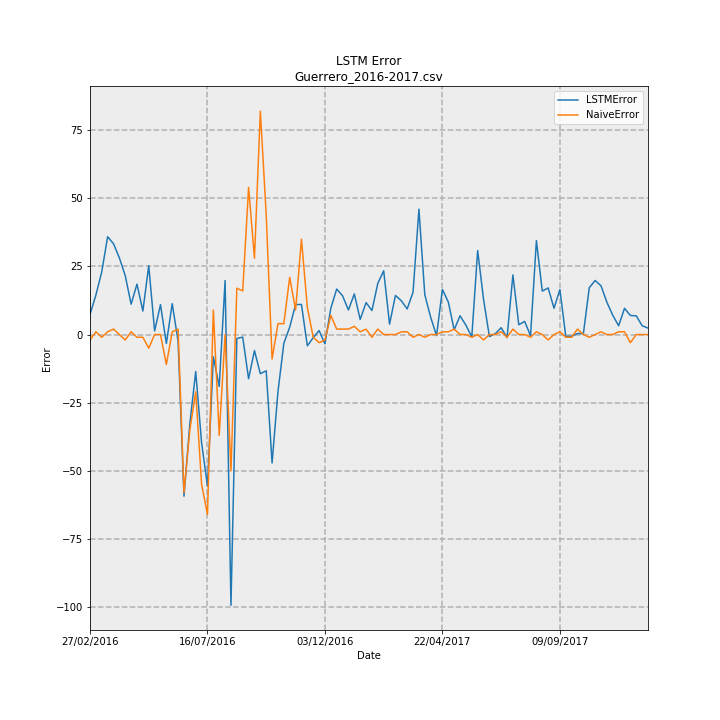 LSTM Error
Guerrero_2016-2017.csv
LSTMError
NaiveError
75
50
25
0
−25
−50
−75
−100
Error
27/02/2016
16/07/2016
03/12/2016
22/04/2017
09/09/2017
Date